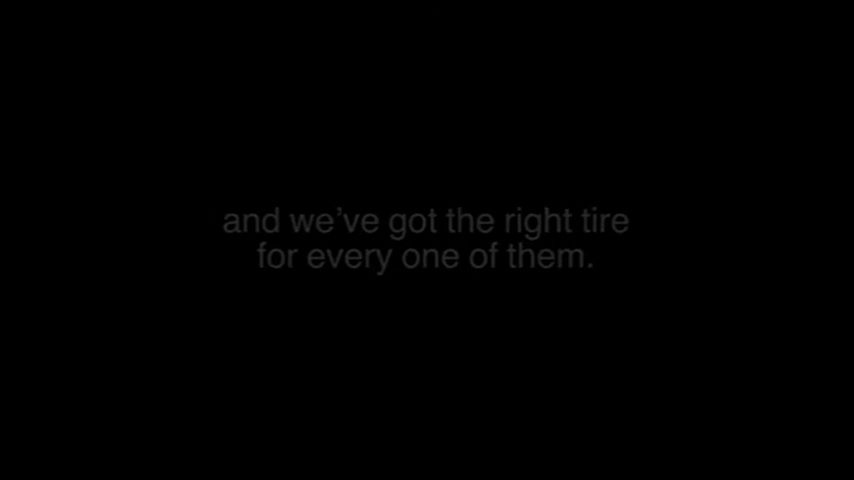 and we’ve got the right tire
for every one of them.